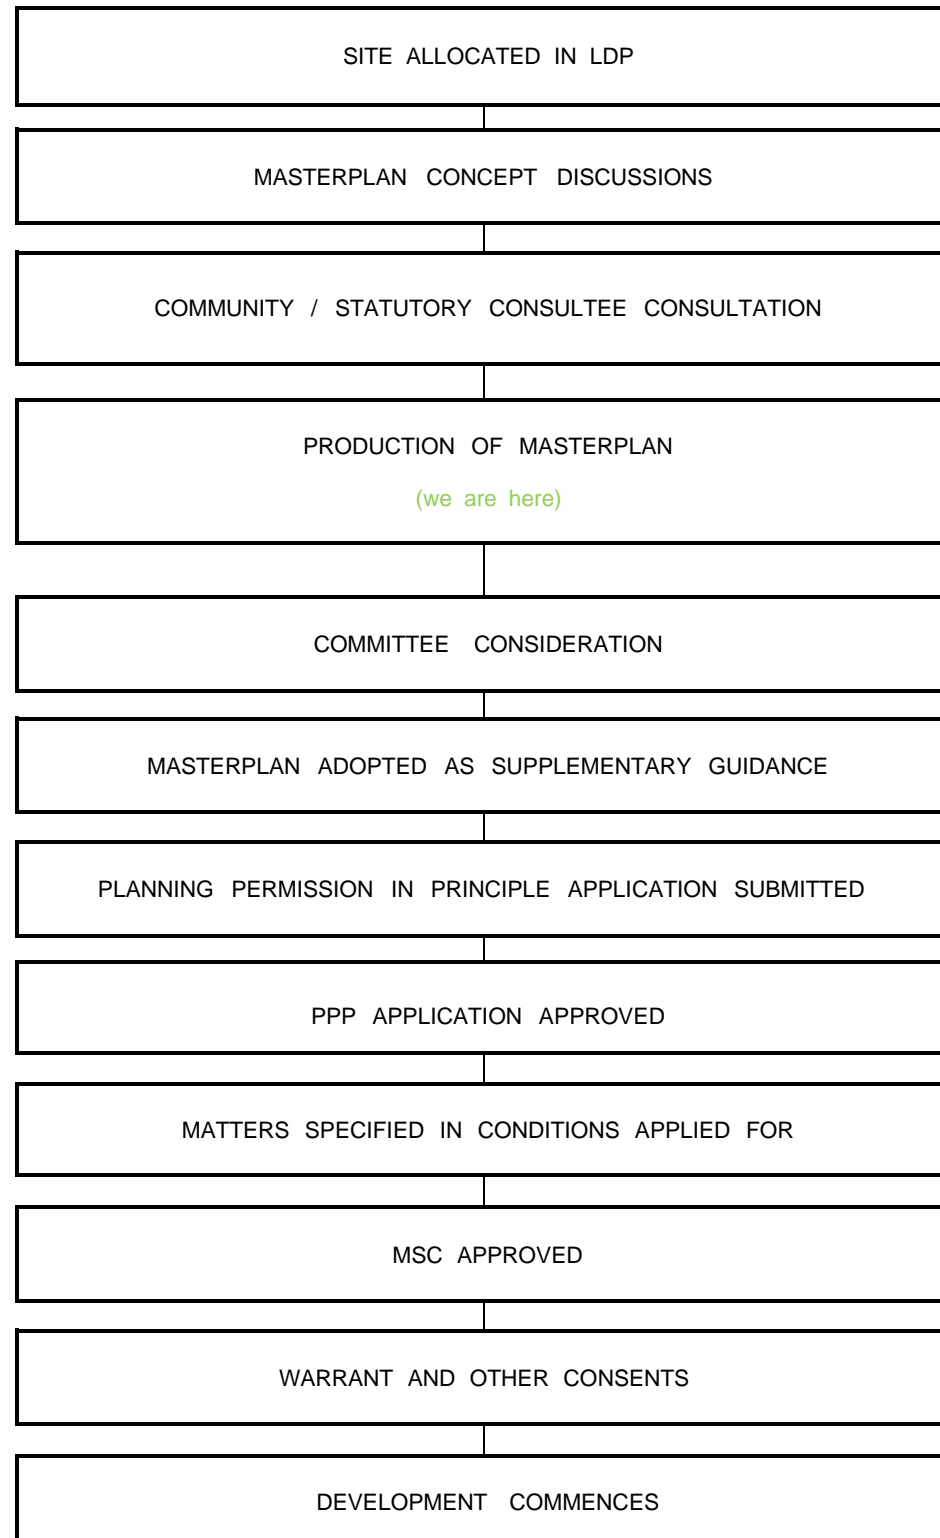 SITE ALLOCATED IN LDP
MASTERPLAN CONCEPT DISCUSSIONS
COMMUNITY / STATUTORY CONSULTEE CONSULTATION
PRODUCTION OF MASTERPLAN
(we are here)
COMMITTEE CONSIDERATION
MASTERPLAN ADOPTED AS SUPPLEMENTARY GUIDANCE
PLANNING PERMISSION IN PRINCIPLE APPLICATION SUBMITTED
PPP APPLICATION APPROVED
MATTERS SPECIFIED IN CONDITIONS APPLIED FOR
MSC APPROVED
WARRANT AND OTHER CONSENTS
DEVELOPMENT COMMENCES